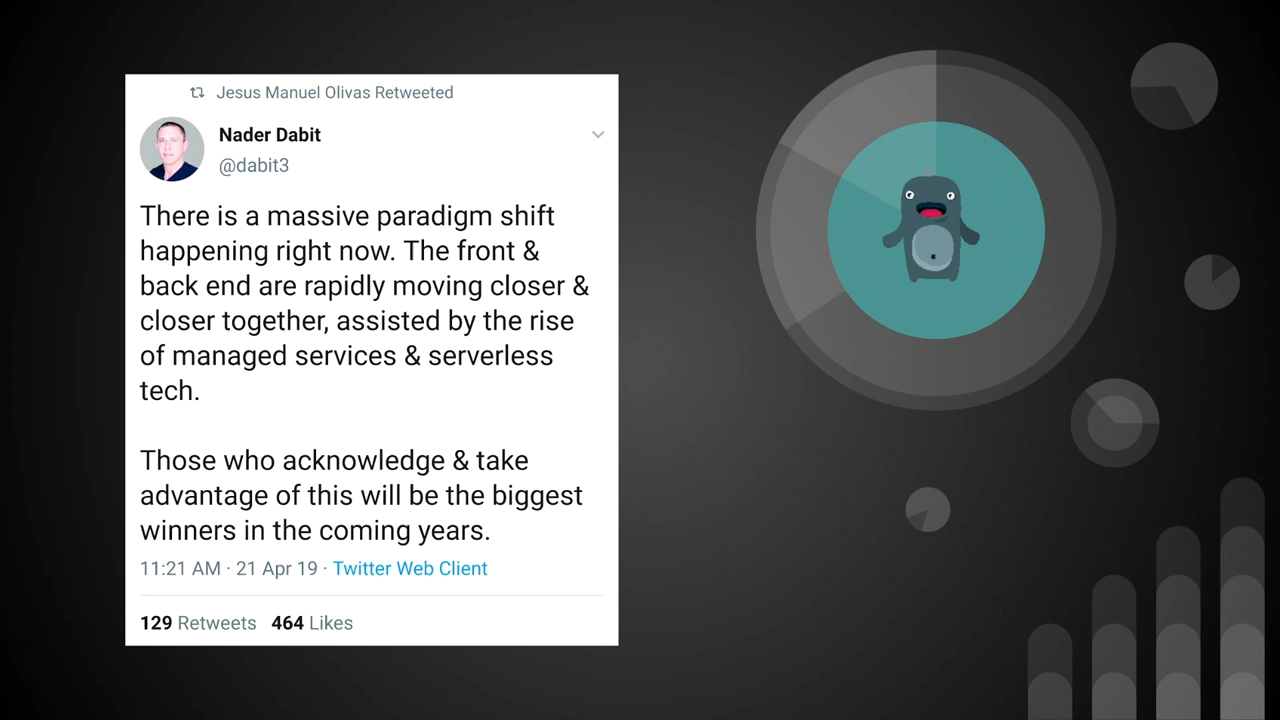 Jesus Manuel Olivas Retweeted
Nader Dabit
@dabit3
There is a massive paradigm shift
happening right now. The front &
back end are rapidly moving closer &
closer together, assisted by the rise
of managed services & serverless
tech.
Those who acknowledge & take
advantage of this will be the biggest
winners in the coming years.
11:21 AM · 21 Apr 19 · Twitter Web Client
129 Retweets 464 Likes